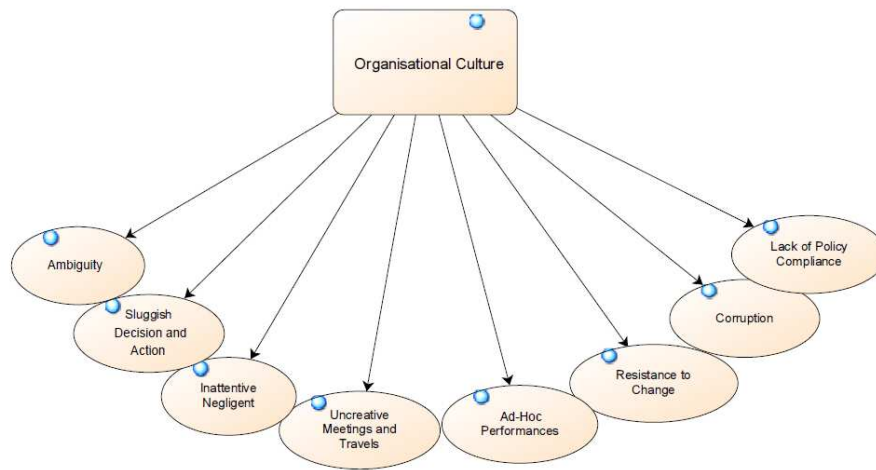 Organisational Culture
Ambiguity
Sluggish
Decision and
Action
Inattentive
Negligent
Uncreative
Meetings and
Travels
Ad-Hoc
Performances
Resistance to
Change
Corruption
Lack of Policy
Compliance